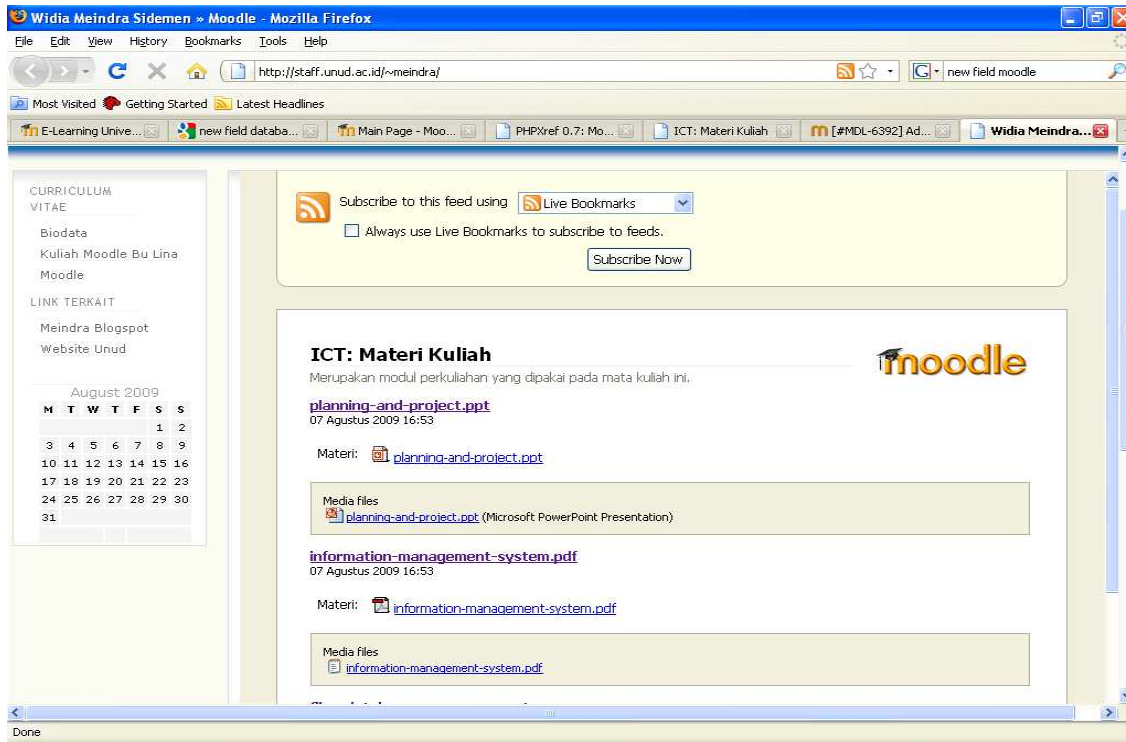 Widia Meindra Sidemen » Moodle - Mozilla Firefox
File Edit View History Bookmarks Tools Help
http://staff.unud.ac.id/~meindra/
new field moodle
Most Visited Getting Started Latest Headlines
E-Learning Unive... new field databa... Main Page - Moo... PHPXref 0.7: Mo... ICT: Materi Kuliah [#MDL-6392] Ad... Widia Meindra...
CURRICULUM
VITAE
Biodata
Kuliah Moodle Bu Lina
Moodle
LINK TERKAIT
Meindra Blogspot
Website Unud
August 2009
M T W T F S S
1 2
3 4 5 6 7 8 9
10 11 12 13 14 15 16
17 18 19 20 21 22 23
24 25 26 27 28 29 30
31
Subscribe to this feed using Live Bookmarks
Always use Live Bookmarks to subscribe to feeds.
Subscribe Now
ICT: Materi Kuliah
moodle
Merupakan modul perkuliahan yang dipakai pada mata kuliah ini.
planning-and-project.ppt
07 Agustus 2009 16:53
Materi: planning-and-project.ppt
Media files
planning-and-project.ppt (Microsoft PowerPoint Presentation)
information-management-system.pdf
07 Agustus 2009 16:53
Materi: information-management-system.pdf
Media files
information-management-system.pdf
Done